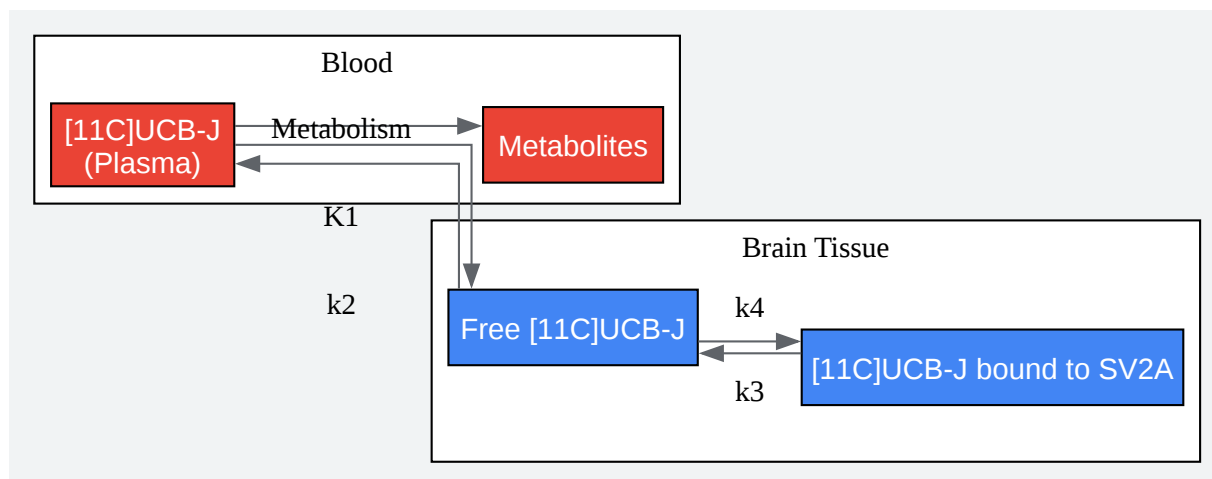 Blood
[11C]UCB-J
(Plasma)
Metabolism
Metabolites
K1
Brain Tissue
k2
Free [11C]UCB-J
k4
[11C]UCB-J bound to SV2A
k3